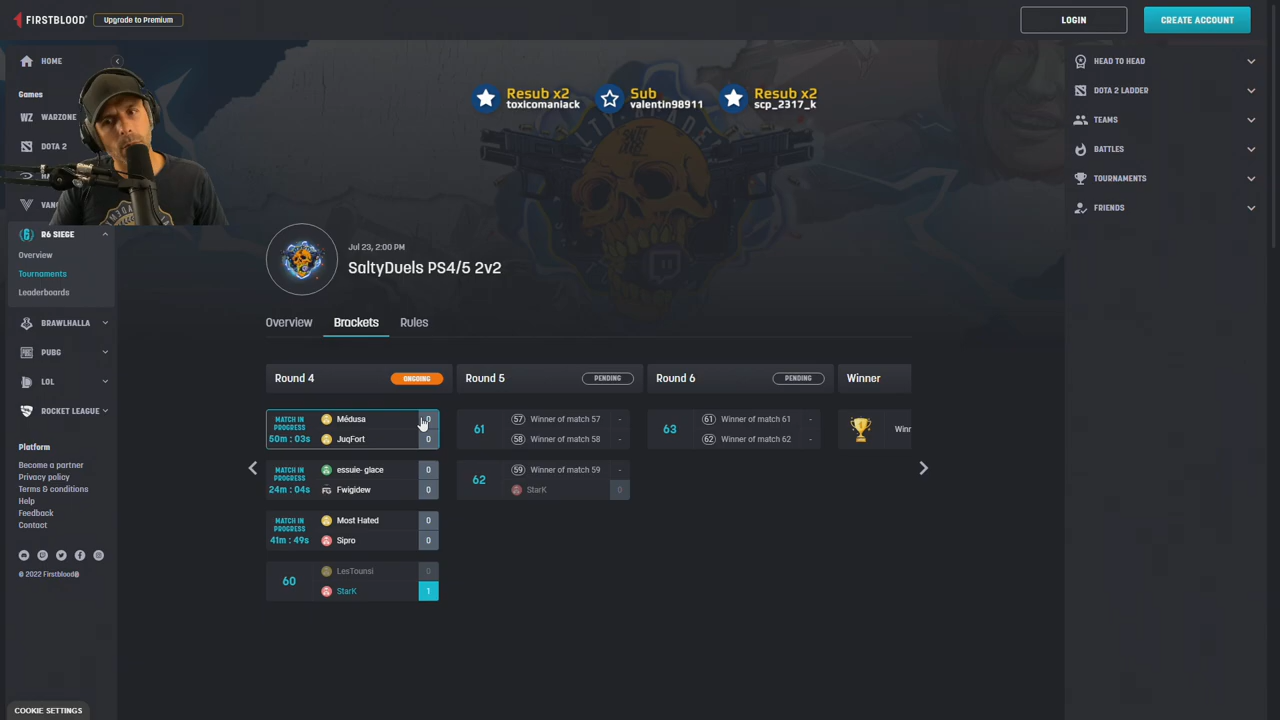 FIRSTBLOOD
Upgrade to Premium
LOGIN
CREATE ACCOUNT
HOME
Games
WZ WARZONE
DOTA 2
R6 SIEGE
Overview
Tournaments
Leaderboards
BRAWLHALLA
PUBG
LOL
ROCKET LEAGUE
Platform
Become a partner
Privacy policy
Terms & conditions
Help
Feedback
Contact
© 2022 Firstblood®
COOKIE SETTINGS
Resub x2
toxicomaniack
Sub
valentin98911
Resub x2
scp_2317_k
Jul 23, 2:00 PM
SaltyDuels PS4/5 2v2
Overview
Brackets
Rules
Round 4
ONGOING
Round 5
PENDING
Round 6
PENDING
Winner
MATCH IN PROGRESS
50m : 03s
Médusa 0
JuqFort 0
MATCH IN PROGRESS
24m : 04s
essuie- glace 0
Fwigidew 0
MATCH IN PROGRESS
41m : 49s
Most Hated 0
Sipro 0
60
LesTounsi 0
StarK 1
61
57 Winner of match 57 -
58 Winner of match 58 -
62
59 Winner of match 59 -
StarK 0
63
61 Winner of match 61 -
62 Winner of match 62 -
Winr
HEAD TO HEAD
DOTA 2 LADDER
TEAMS
BATTLES
TOURNAMENTS
FRIENDS